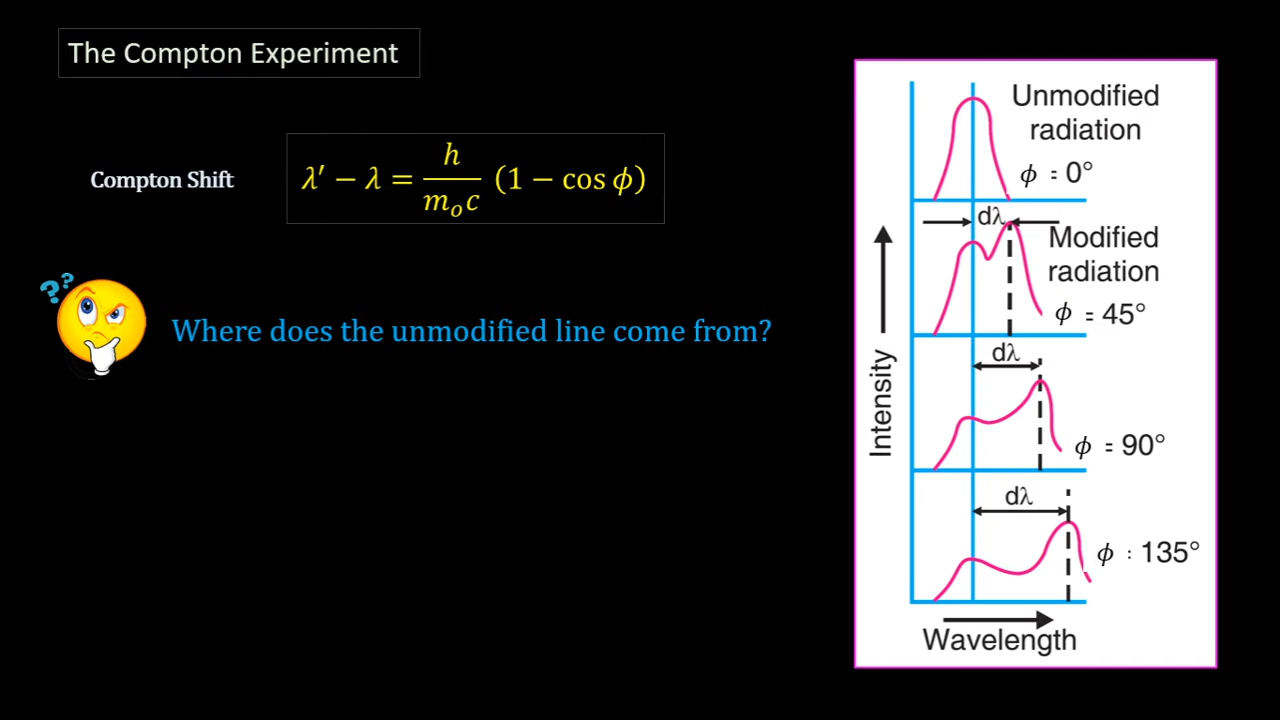 The Compton Experiment
Compton Shift
λ′ − λ = h / mₒc (1 − cos ϕ)
? ?
Where does the unmodified line come from?
Unmodified
radiation
ϕ = 0°
dλ
Modified
radiation
ϕ = 45°
dλ
ϕ = 90°
dλ
ϕ : 135°
Intensity
Wavelength